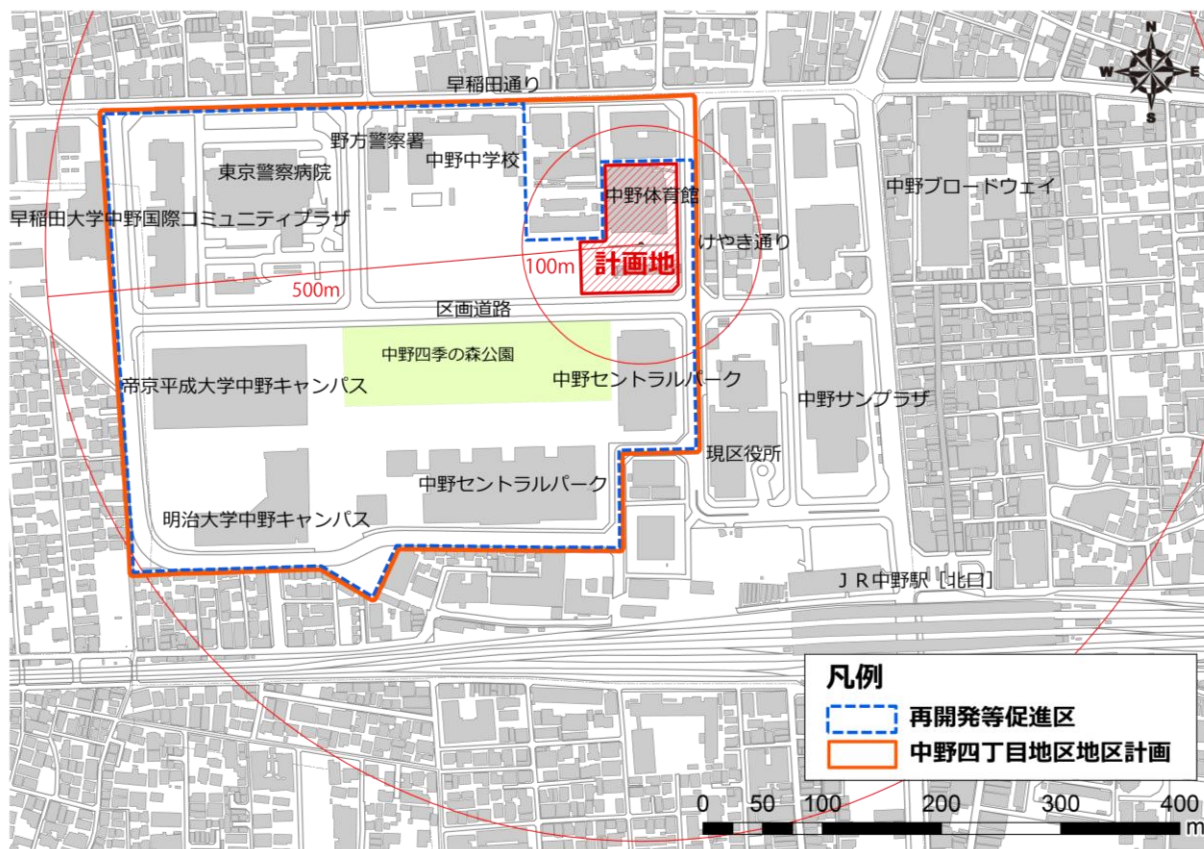 N
W
E
S
早稲田通り
野方警察署
中野中学校
東京警察病院
中野体育館
中野ブロードウェイ
早稲田大学中野国際コミュニティプラザ
けやき通り
100m
計画地
500m
区画道路
中野四季の森公園
帝京平成大学中野キャンパス
中野セントラルパーク
中野サンプラザ
現区役所
中野セントラルパーク
明治大学中野キャンパス
ＪＲ中野駅［北口］
凡例
再開発等促進区
中野四丁目地区地区計画
0 50 100 200 300 400
m